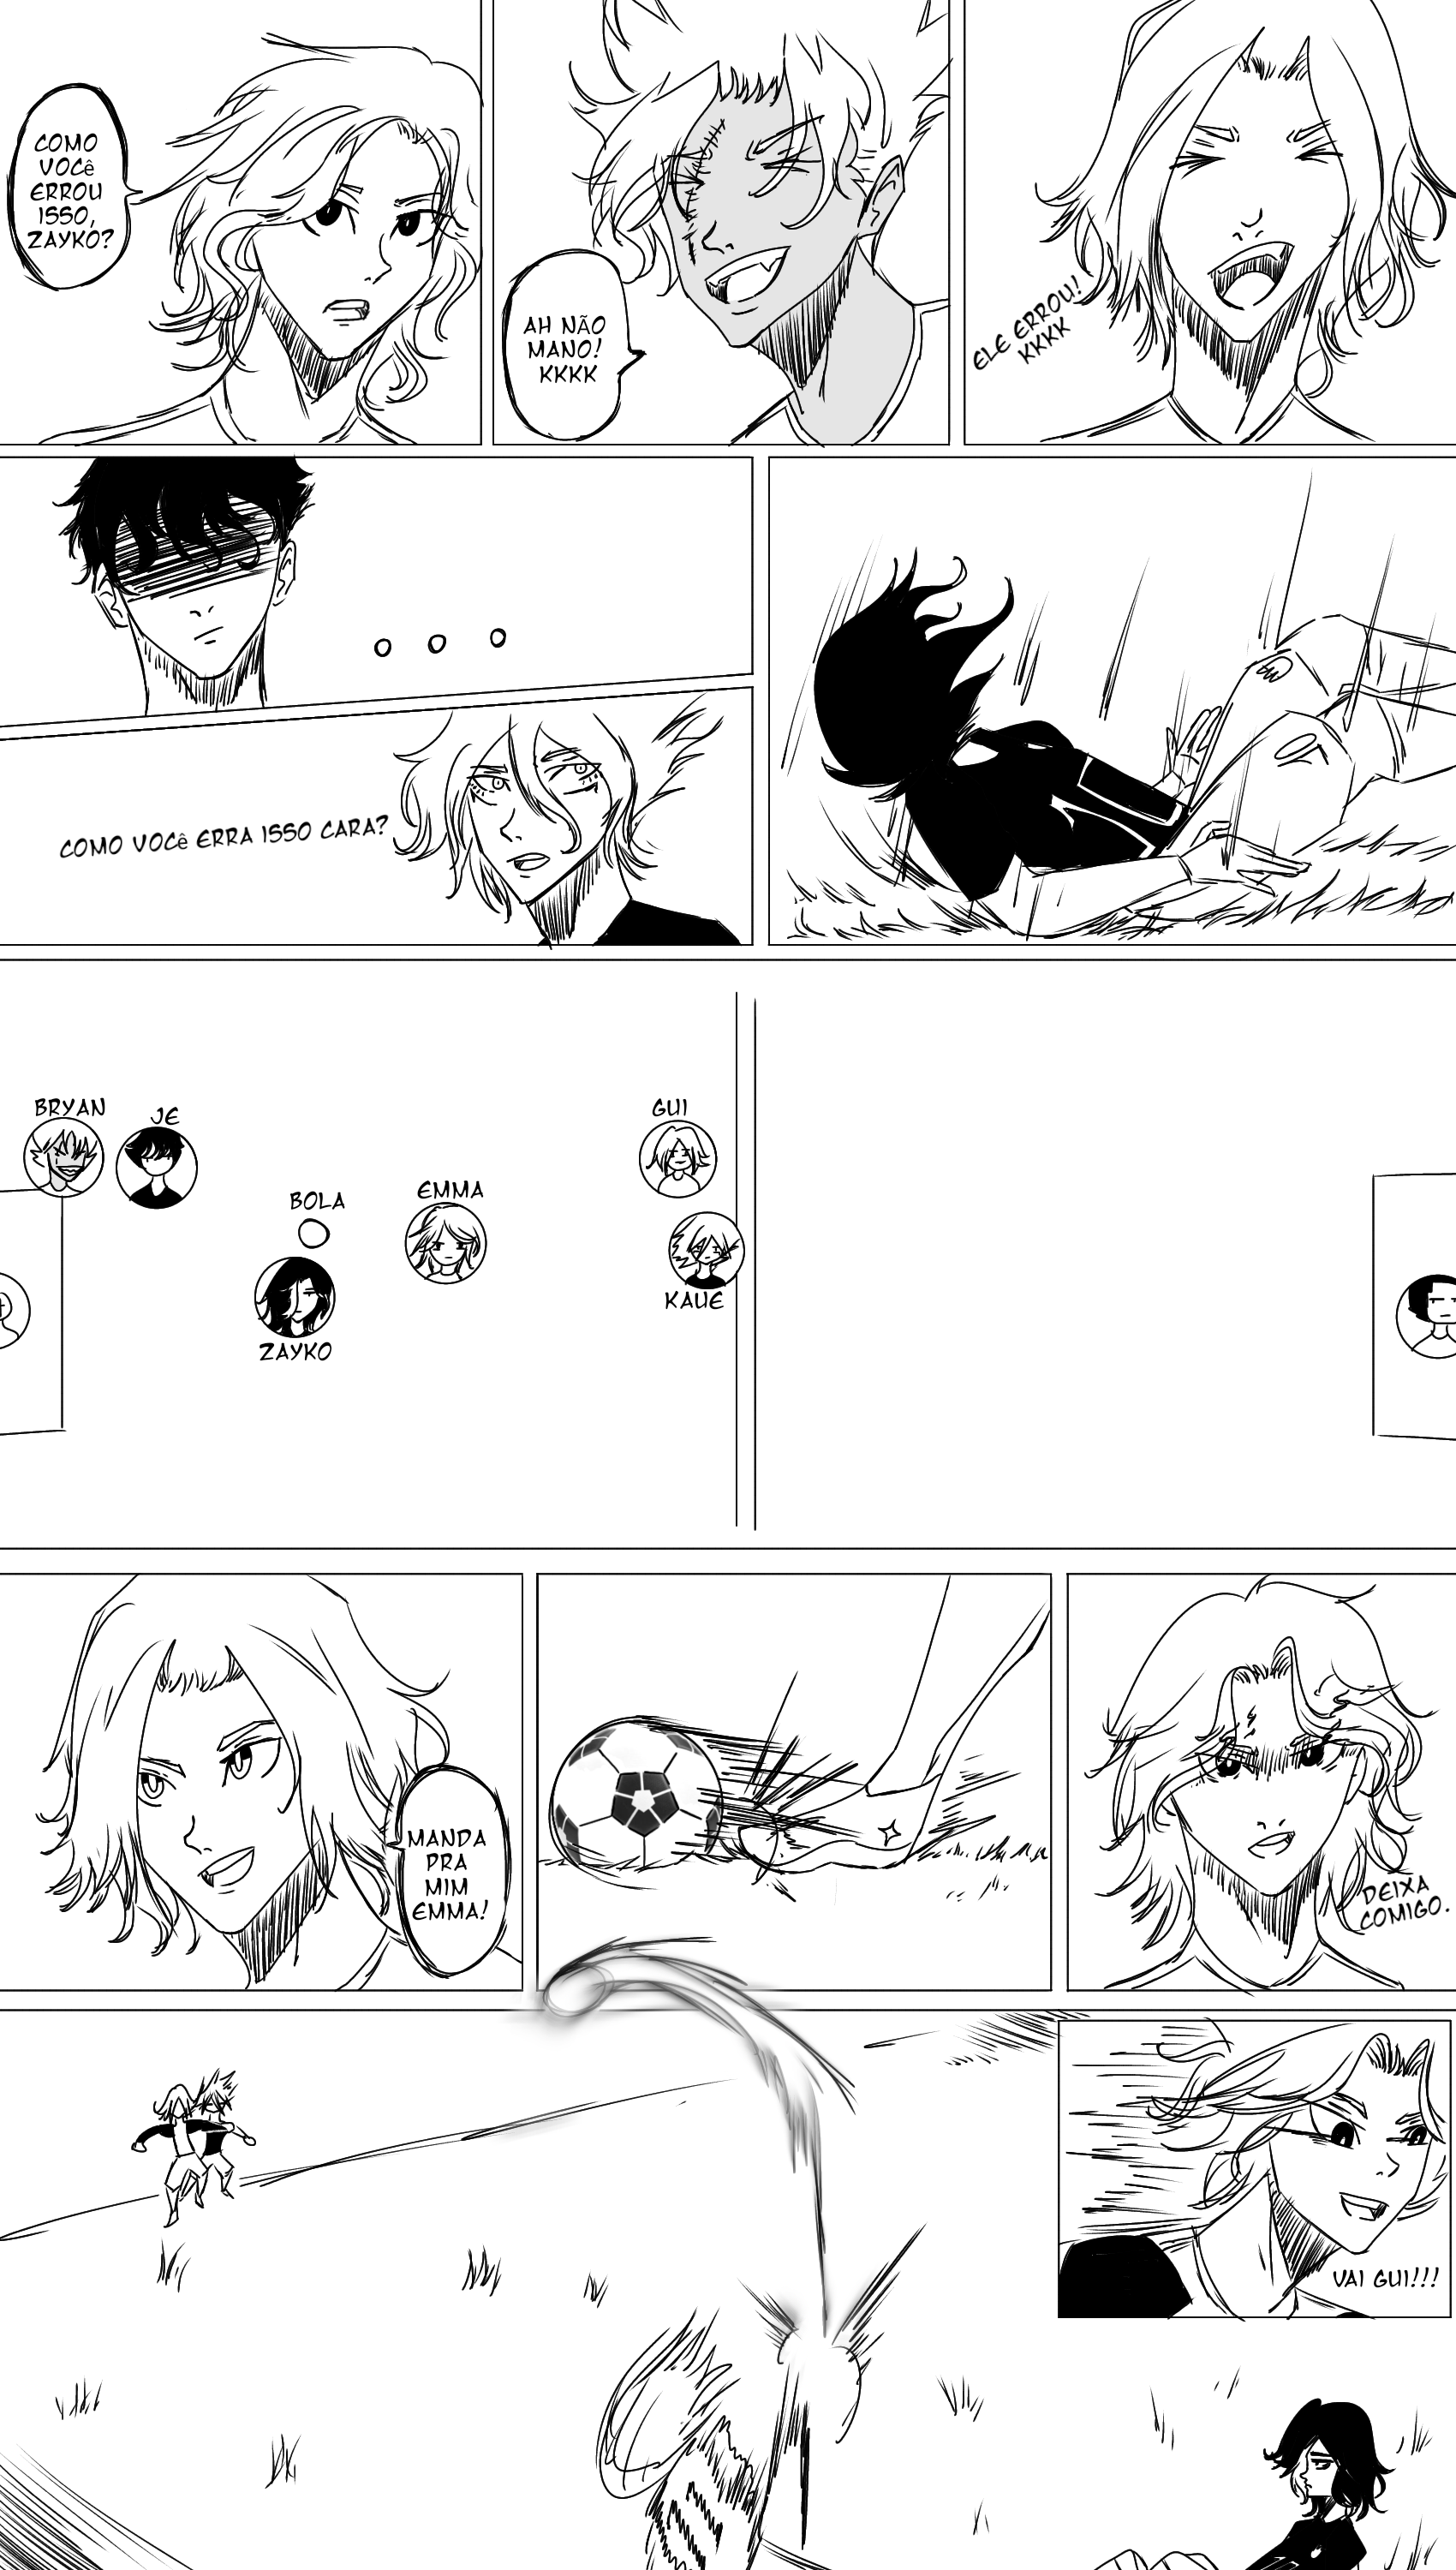 COMO
VOCê
ERROU
ISSO,
ZAYKO?
AH NÃO
MANO!
KKKK
ELE ERROU!
KKKK
COMO VOCê ERRA ISSO CARA?
BRYAN
JE
BOLA
ZAYKO
EMMA
GUI
KAUE
MANDA
PRA
MIM
EMMA!
DEIXA
COMIGO.
VAI GUI!!!